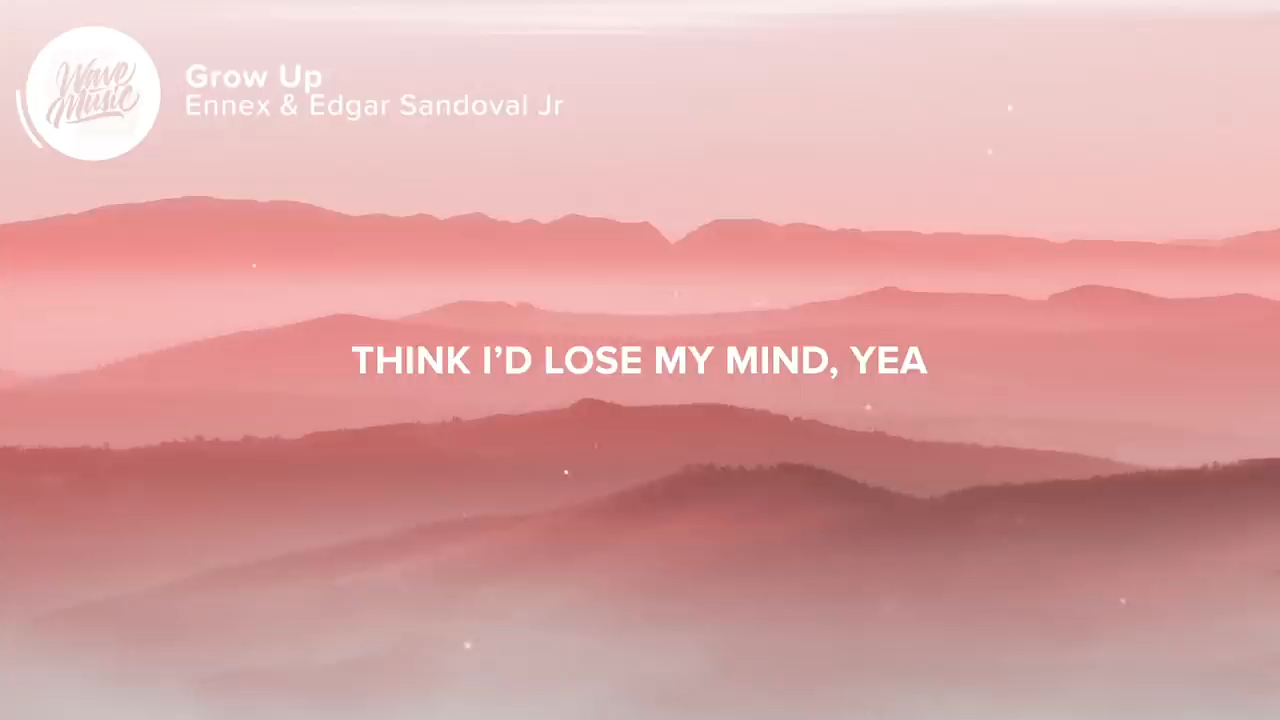 Wave
Music
Grow Up
Ennex & Edgar Sandoval Jr
THINK I’D LOSE MY MIND, YEA